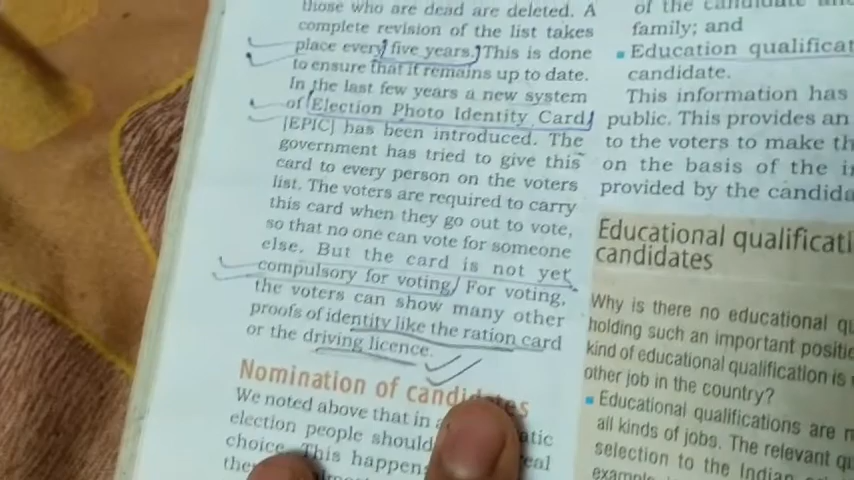 those who are dead are deleted. A
complete revision of the list takes
place every five years. This is done
to ensure that it remains up to date.
In the last few years a new system
of Election Photo Identity Card
[EPIC] has been introduced. The
government has tried to give this
card to every person on the voters
list. The voters are required to carry
this card when they go out to vote,
so that no one can vote for someone
else. But the card is not yet
compulsory for voting. For voting,
the voters can show many other
proofs of identity like the ration card
or the driving licence.
Nomination of candidates
We noted above that in a
election people should
choice. This happens
of the candidate
family; and
▪ Education
candidate.
This information has
public. This provides an
to the voters to make
on the basis of the
provided by the
Educational
candidates
Why is there no educational
holding such an important
kind of educational qualification is
other job in the country?
▪ Educational qualifications are
all kinds of jobs. The relevant
selection to the Indian
example